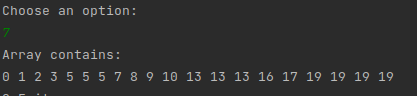 Choose an option:
7
Array contains:
0 1 2 3 5 5 5 7 8 9 10 13 13 13 16 17 19 19 19 19